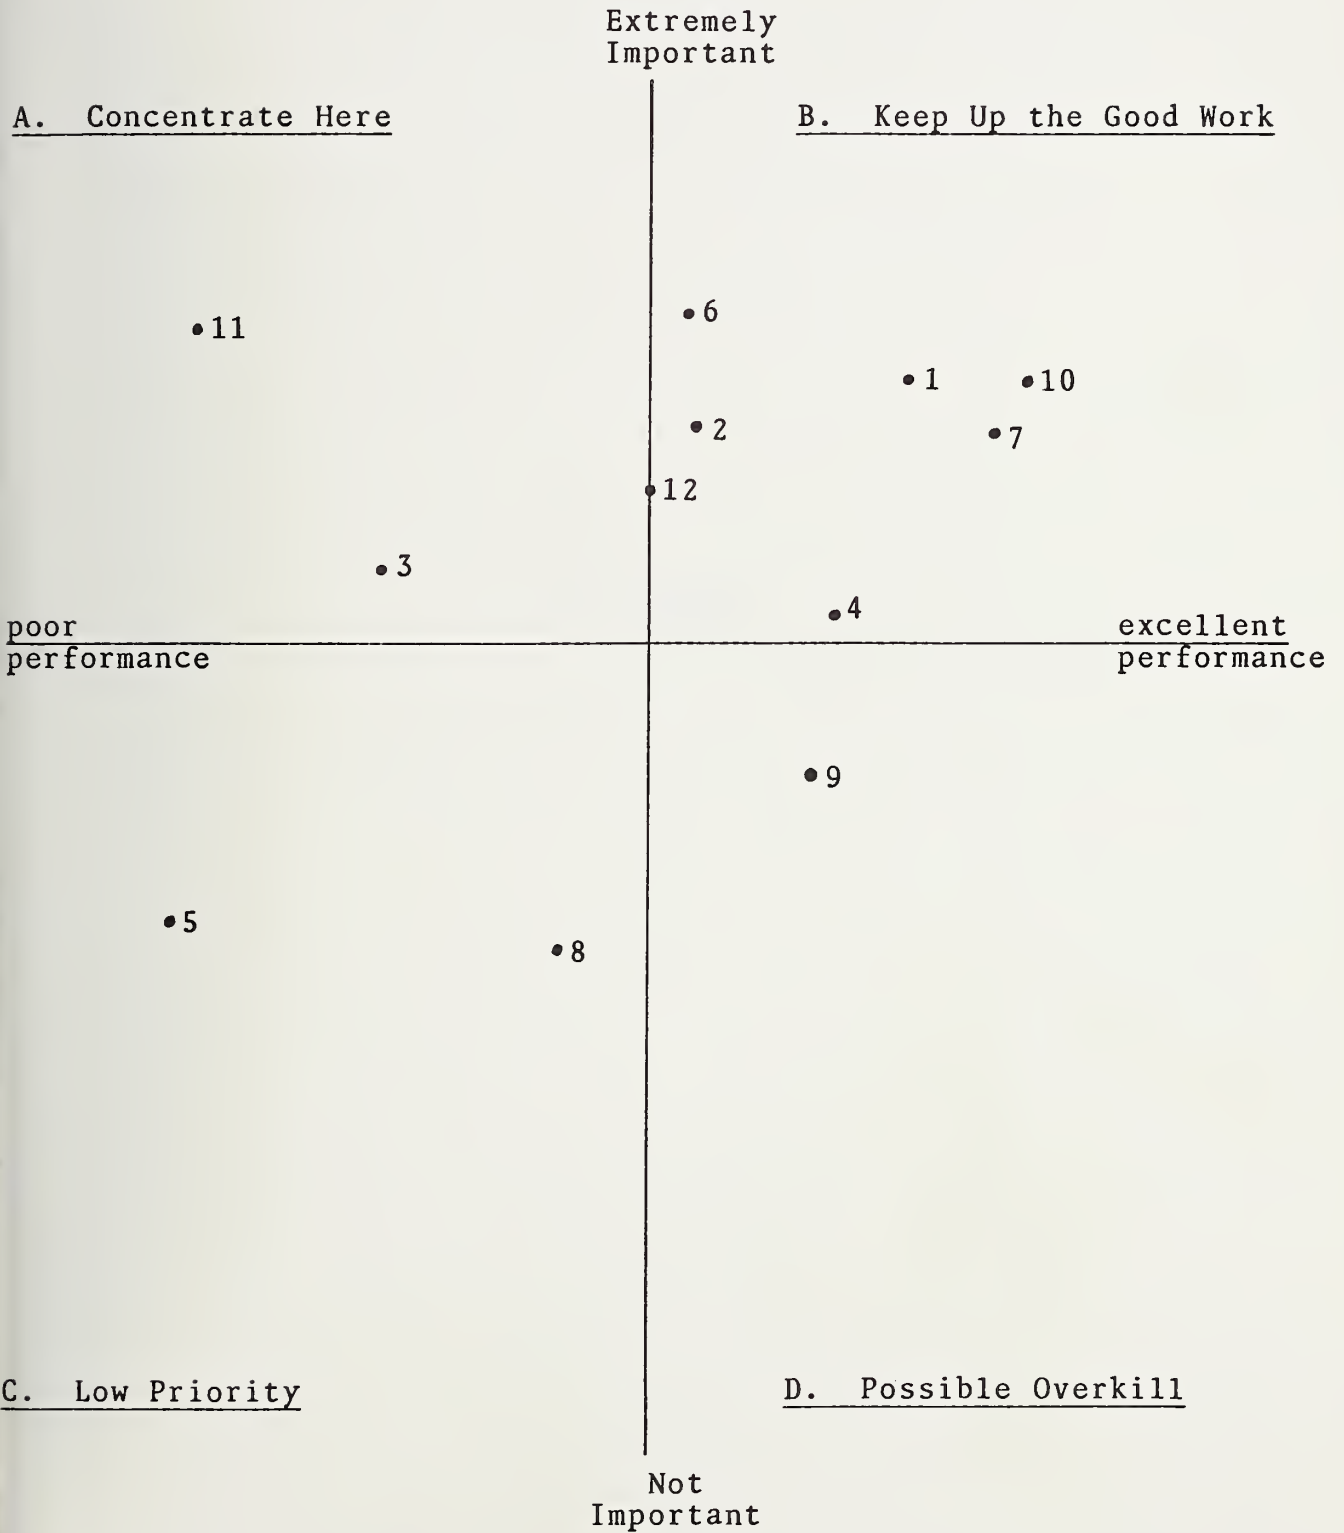 Extremely
Important
A. Concentrate Here
B. Keep Up the Good Work
6
11
1
10
2
7
12
3
4
poor
performance
excellent
performance
9
5
8
C. Low Priority
D. Possible Overkill
Not
Important